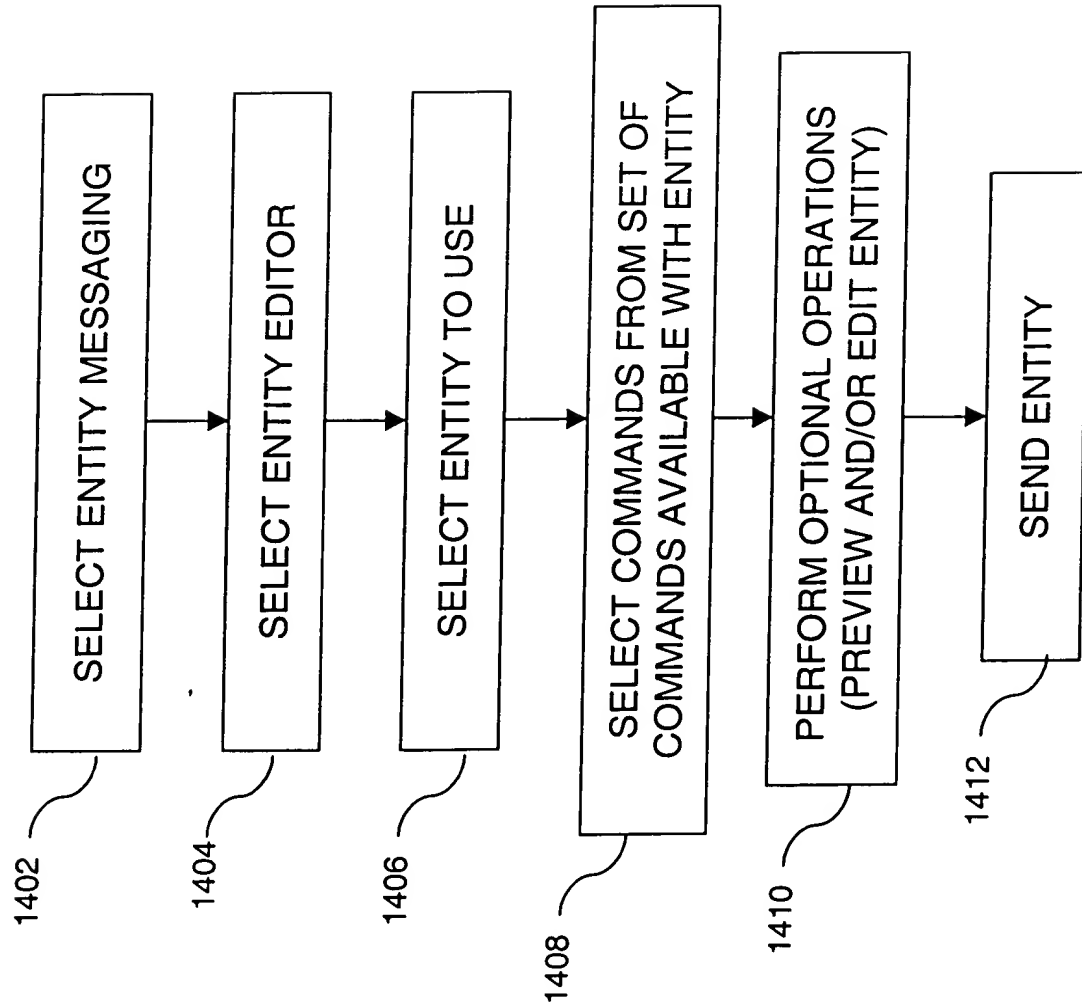 1402
SELECT ENTITY MESSAGING
1404
SELECT ENTITY EDITOR
1406
SELECT ENTITY TO USE
1408
SELECT COMMANDS FROM SET OF
COMMANDS AVAILABLE WITH ENTITY
1410
PERFORM OPTIONAL OPERATIONS
(PREVIEW AND/OR EDIT ENTITY)
1412
SEND ENTITY